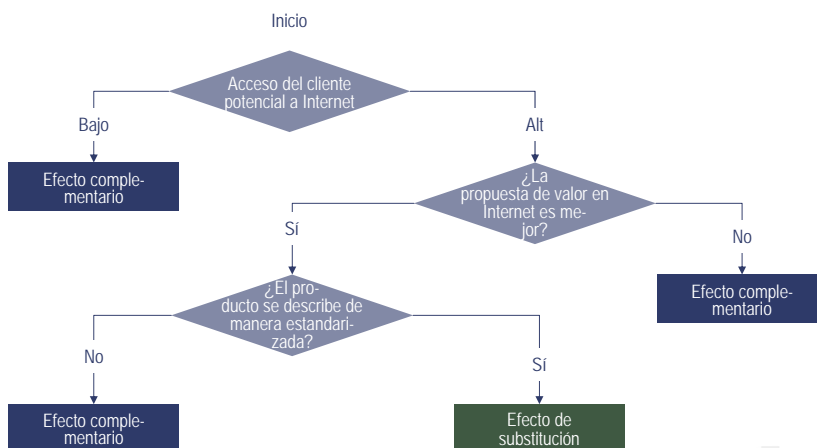 Inicio
Acceso del cliente
potencial a Internet
Bajo
Alt
Efecto comple-
mentario
¿La
propuesta de valor en
Internet es me-
jor?
Sí
No
Efecto comple-
mentario
¿El pro-
ducto se describe de
manera estandari-
zada?
No
Sí
Efecto comple-
mentario
Efecto de
substitución